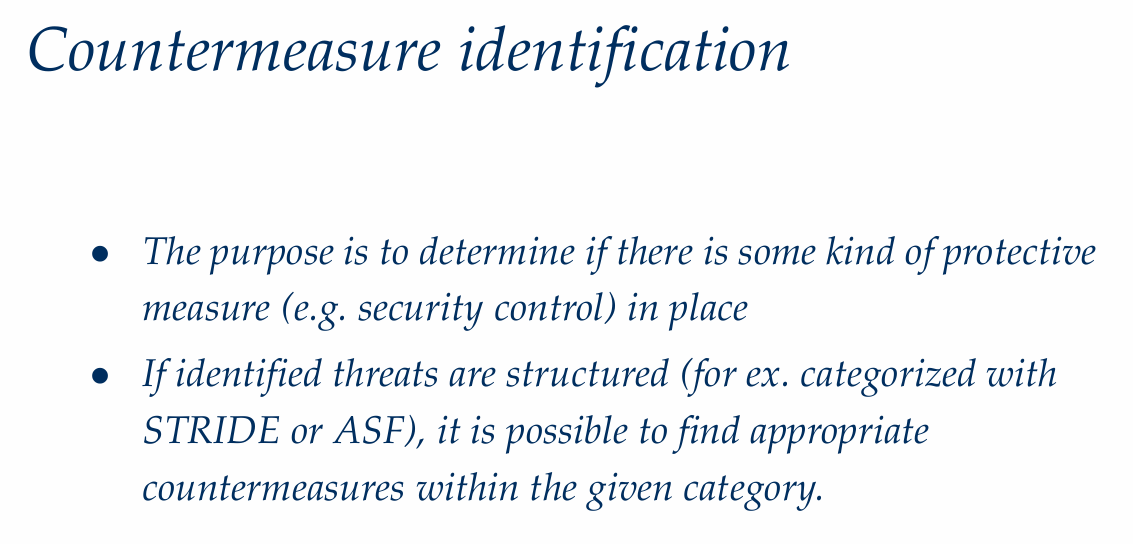 Countermeasure identification
● The purpose is to determine if there is some kind of protective
measure (e.g. security control) in place
● If identified threats are structured (for ex. categorized with
STRIDE or ASF), it is possible to find appropriate
countermeasures within the given category.